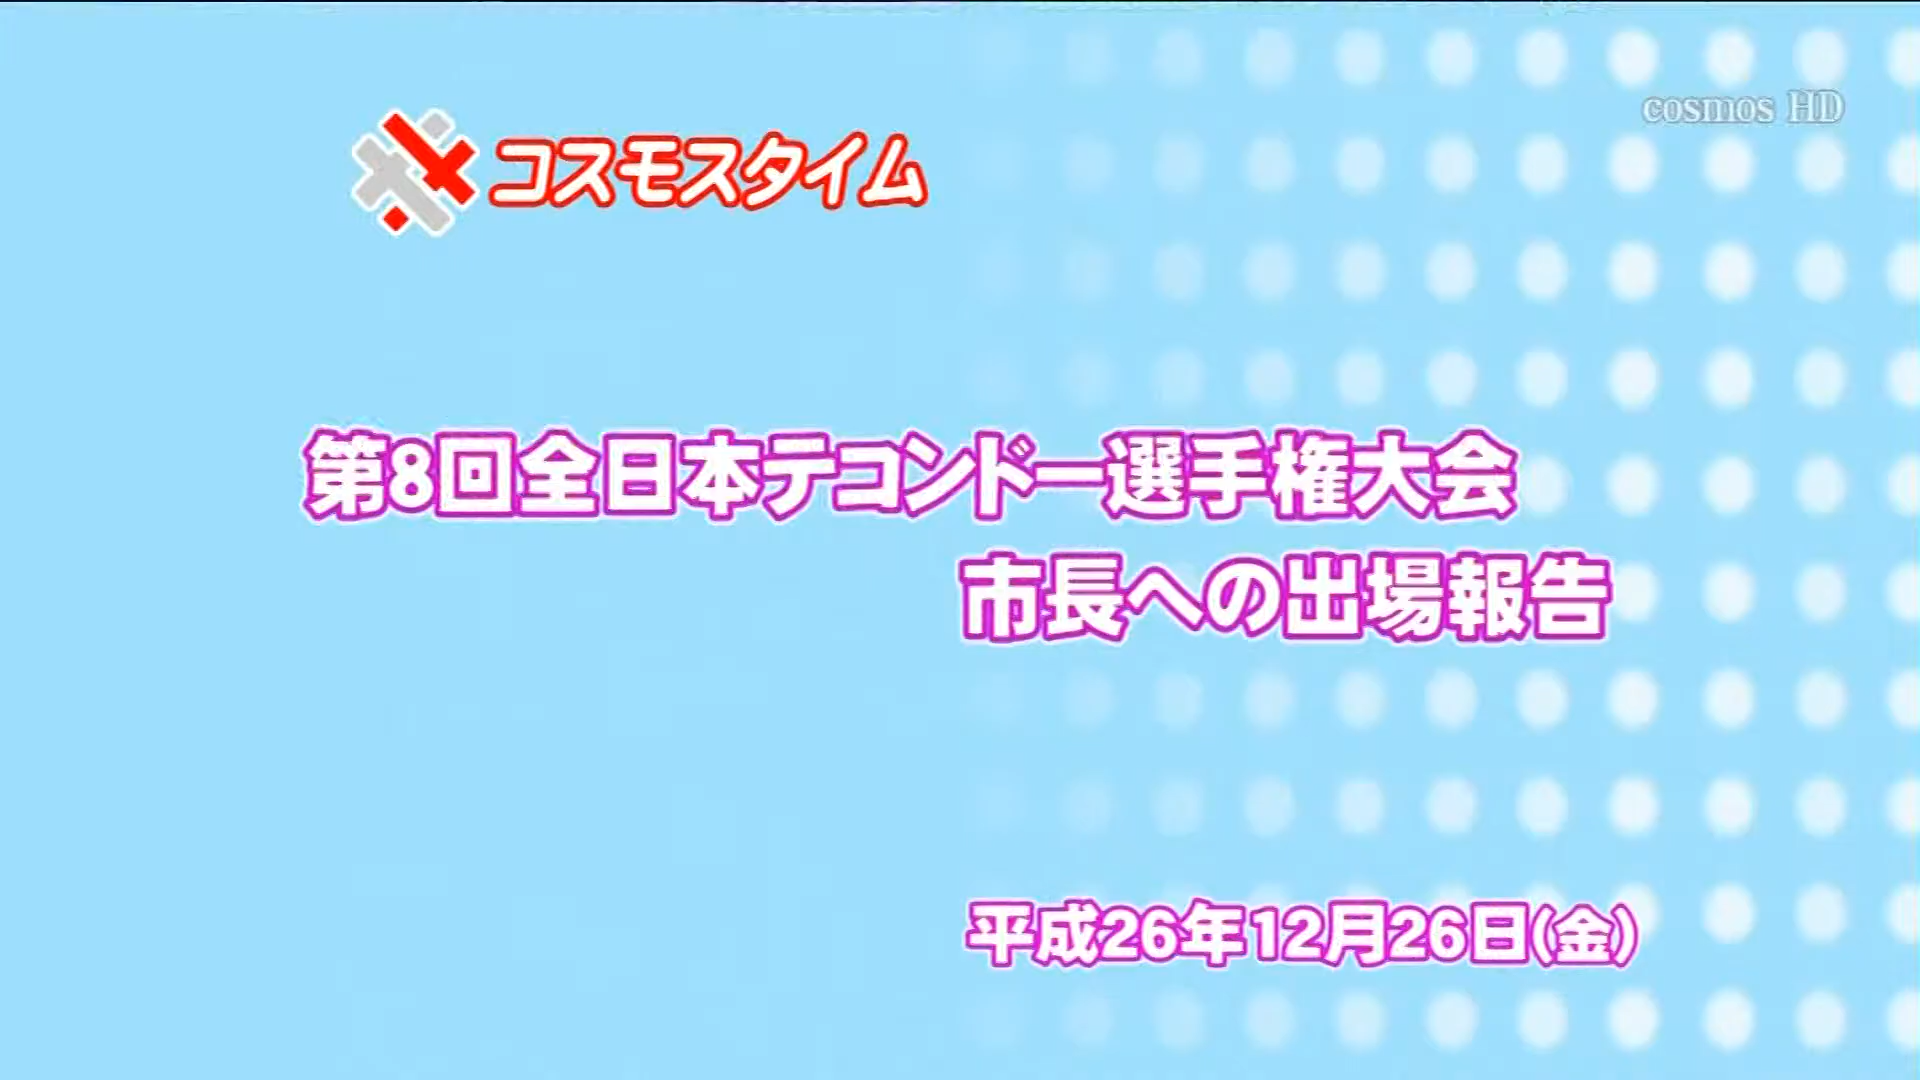 cosmos HD
コスモスタイム
第8回全日本テコンドー選手権大会
市長への出場報告
平成26年12月26日(金)